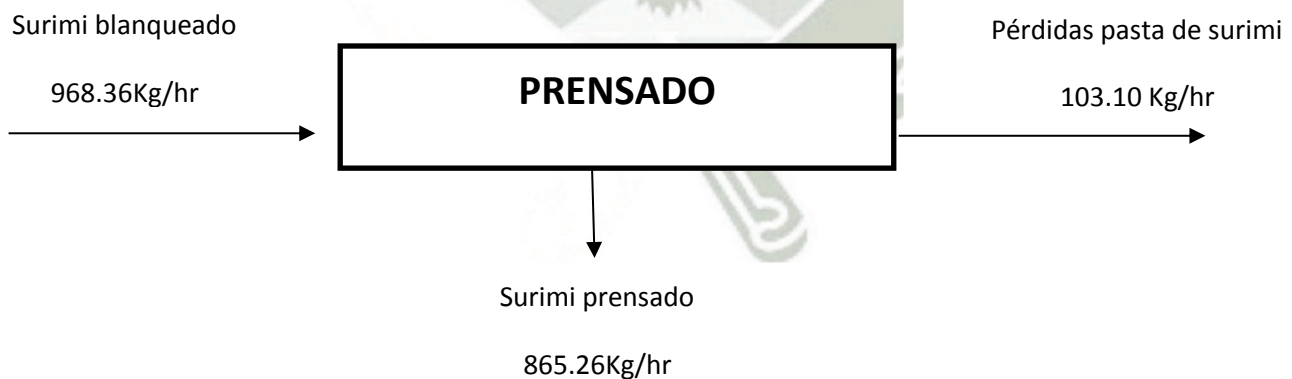 Surimi blanqueado
968.36Kg/hr
PRENSADO
Pérdidas pasta de surimi
103.10 Kg/hr
Surimi prensado
865.26Kg/hr